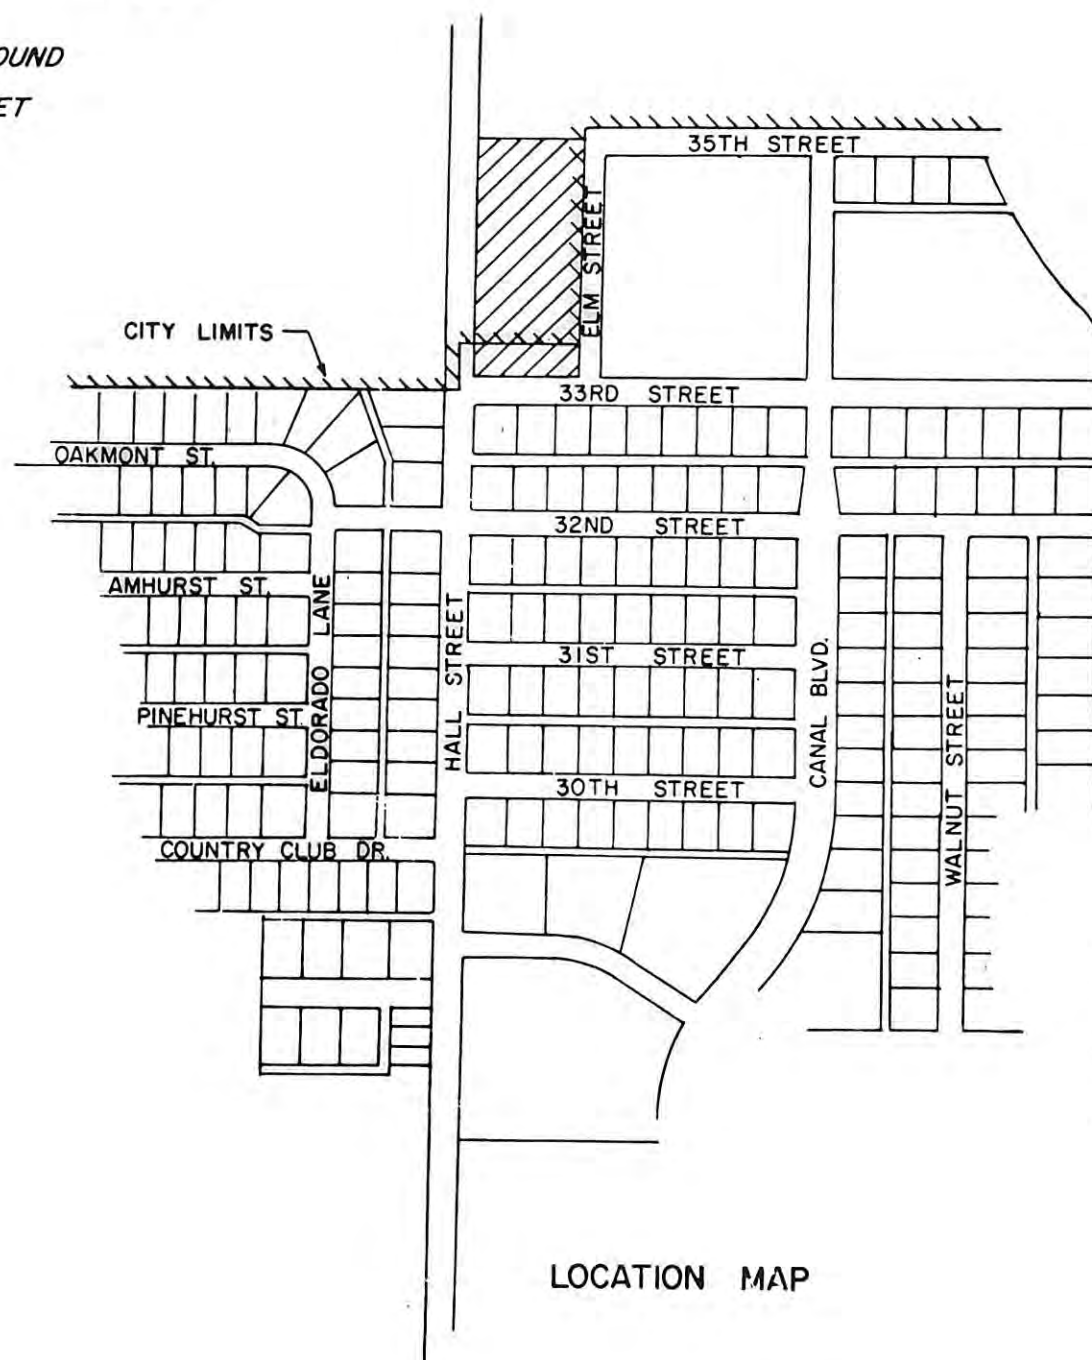 ET
35TH STREET
ELM STREET
CITY LIMITS
33RD STREET
OAKMONT ST.
32ND STREET
AMHURST ST.
ELDORADO LANE
HALL STREET
31ST STREET
CANAL BLVD.
PINEHURST ST.
WALNUT STREET
30TH STREET
COUNTRY CLUB DR.
LOCATION MAP